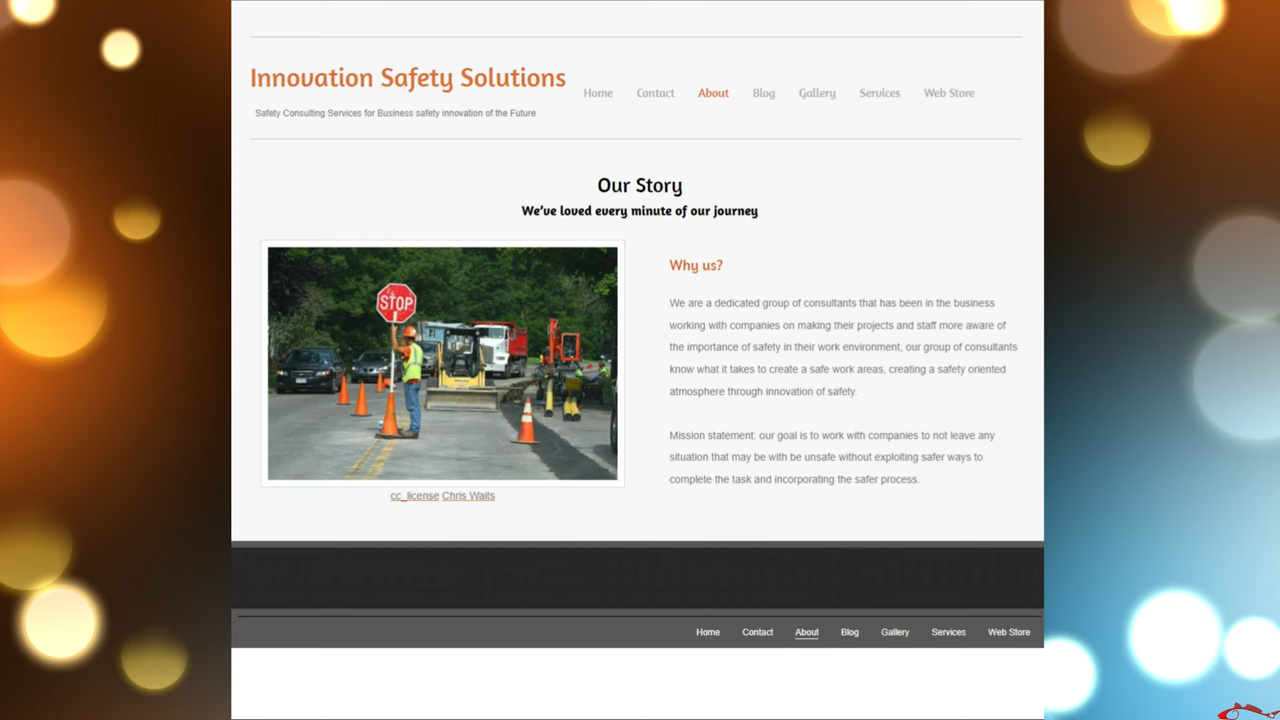 Innovation Safety Solutions
Home Contact About Blog Gallery Services Web Store
Safety Consulting Services for Business safety innovation of the Future
Our Story
We've loved every minute of our journey
STOP
cc_license Chris Waits
Why us?
We are a dedicated group of consultants that has been in the business
working with companies on making their projects and staff more aware of
the importance of safety in their work environment, our group of consultants
know what it takes to create a safe work areas, creating a safety oriented
atmosphere through innovation of safety.
Mission statement: our goal is to work with companies to not leave any
situation that may be with be unsafe without exploiting safer ways to
complete the task and incorporating the safer process.
Home Contact About Blog Gallery Services Web Store